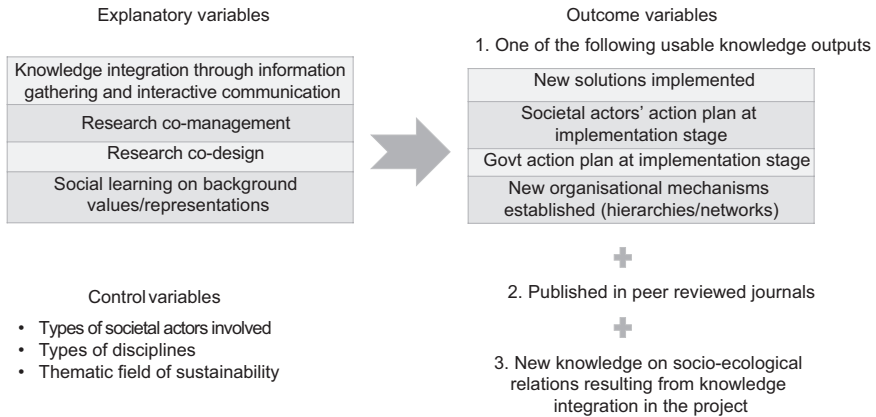 Explanatory variables
Knowledge integration through information
gathering and interactive communication
Research co-management
Research co-design
Social learning on background
values/representations
Control variables
• Types of societal actors involved
• Types of disciplines
• Thematic field of sustainability
Outcome variables
1. One of the following usable knowledge outputs
New solutions implemented
Societal actors' action plan at
implementation stage
Govt action plan at implementation stage
New organisational mechanisms
established (hierarchies/networks)
2. Published in peer reviewed journals
3. New knowledge on socio-ecological
relations resulting from knowledge
integration in the project